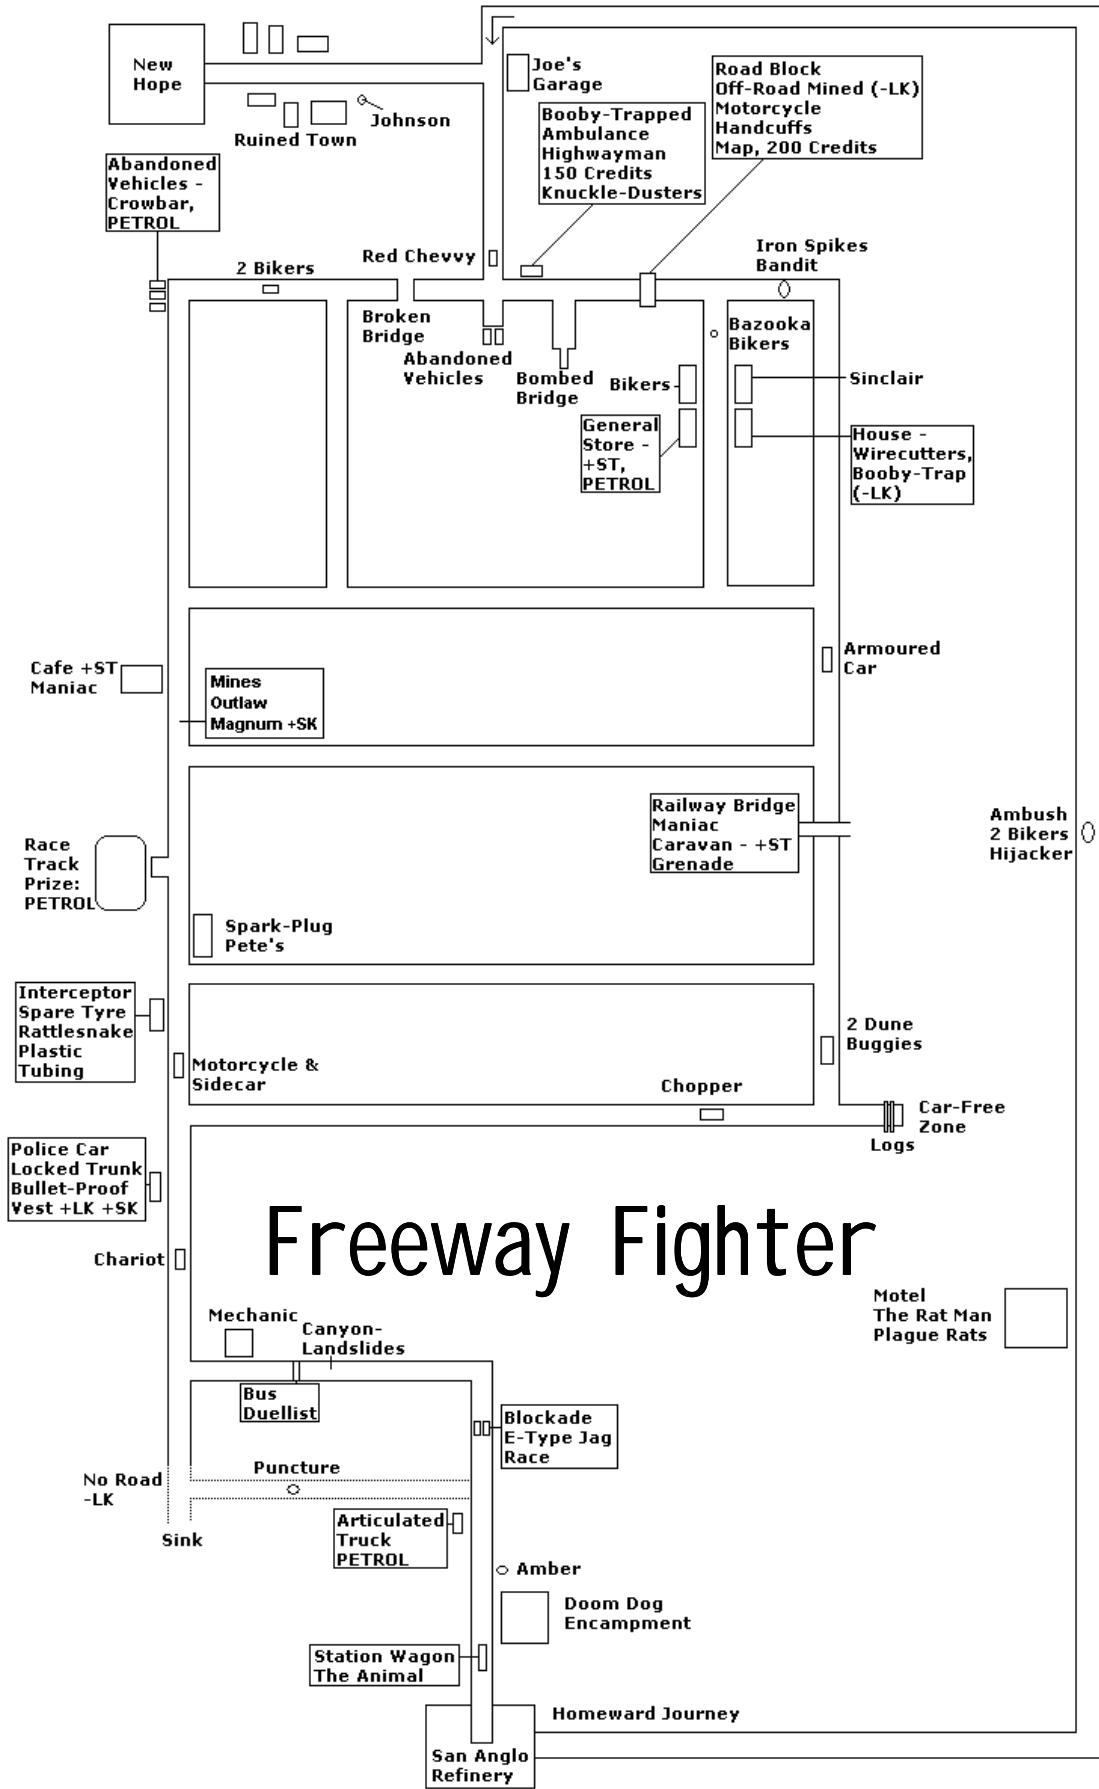 New
Hope
Ruined Town
Johnson
Joe's
Garage
Road Block
Off-Road Mined (-LK)
Motorcycle
Handcuffs
Map, 200 Credits
Booby-Trapped
Ambulance
Highwayman
150 Credits
Knuckle-Dusters
Abandoned
Vehicles -
Crowbar,
PETROL
2 Bikers
Red Chevvy
Iron Spikes
Bandit
Broken
Bridge
Abandoned
Vehicles
Bombed
Bridge
Bazooka
Bikers
Bikers
Sinclair
General
Store -
+ST,
PETROL
House -
Wirecutters,
Booby-Trap
(-LK)
Cafe +ST
Maniac
Mines
Outlaw
Magnum +SK
Armoured
Car
Race
Track
Prize:
PETROL
Railway Bridge
Maniac
Caravan - +ST
Grenade
Ambush
2 Bikers
Hijacker
Spark-Plug
Pete's
Interceptor
Spare Tyre
Rattlesnake
Plastic
Tubing
Motorcycle &
Sidecar
2 Dune
Buggies
Chopper
Car-Free
Zone
Logs
Police Car
Locked Trunk
Bullet-Proof
Vest +LK +SK
Freeway Fighter
Chariot
Mechanic
Canyon-
Landslides
Motel
The Rat Man
Plague Rats
Bus
Duellist
Blockade
E-Type Jag
Race
No Road
-LK
Puncture
Sink
Articulated
Truck
PETROL
Amber
Doom Dog
Encampment
Station Wagon
The Animal
Homeward Journey
San Anglo
Refinery